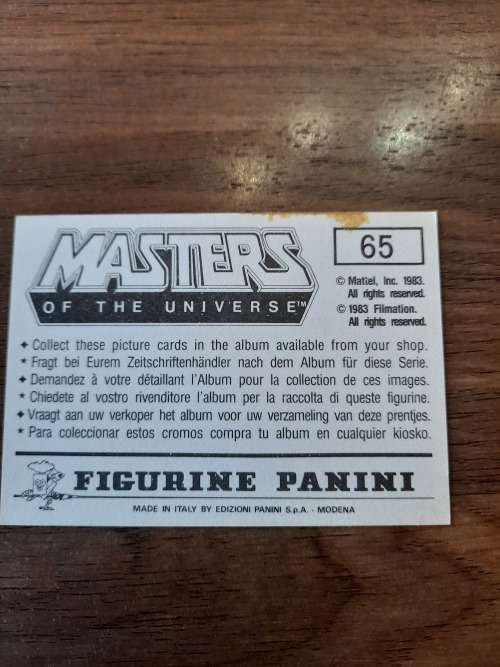 MASTERS
OF THE UNIVERSE™
65
© Mattel, Inc. 1983.
All rights reserved.
© 1983 Filmation.
All rights reserved.
✦ Collect these picture cards in the album available from your shop.
★ Fragt bei Eurem Zeitschriftenhändler nach dem Album für diese Serie.
✦ Demandez à votre détaillant l'Album pour la collection de ces images.
★ Chiedete al vostro rivenditore l'album per la raccolta di queste figurine.
✦ Vraagt aan uw verkoper het album voor uw verzameling van deze prentjes.
★ Para coleccionar estos cromos compra tu album en cualquier kiosko.
FIGURINE PANINI
MADE IN ITALY BY EDIZIONI PANINI S.p.A. - MODENA